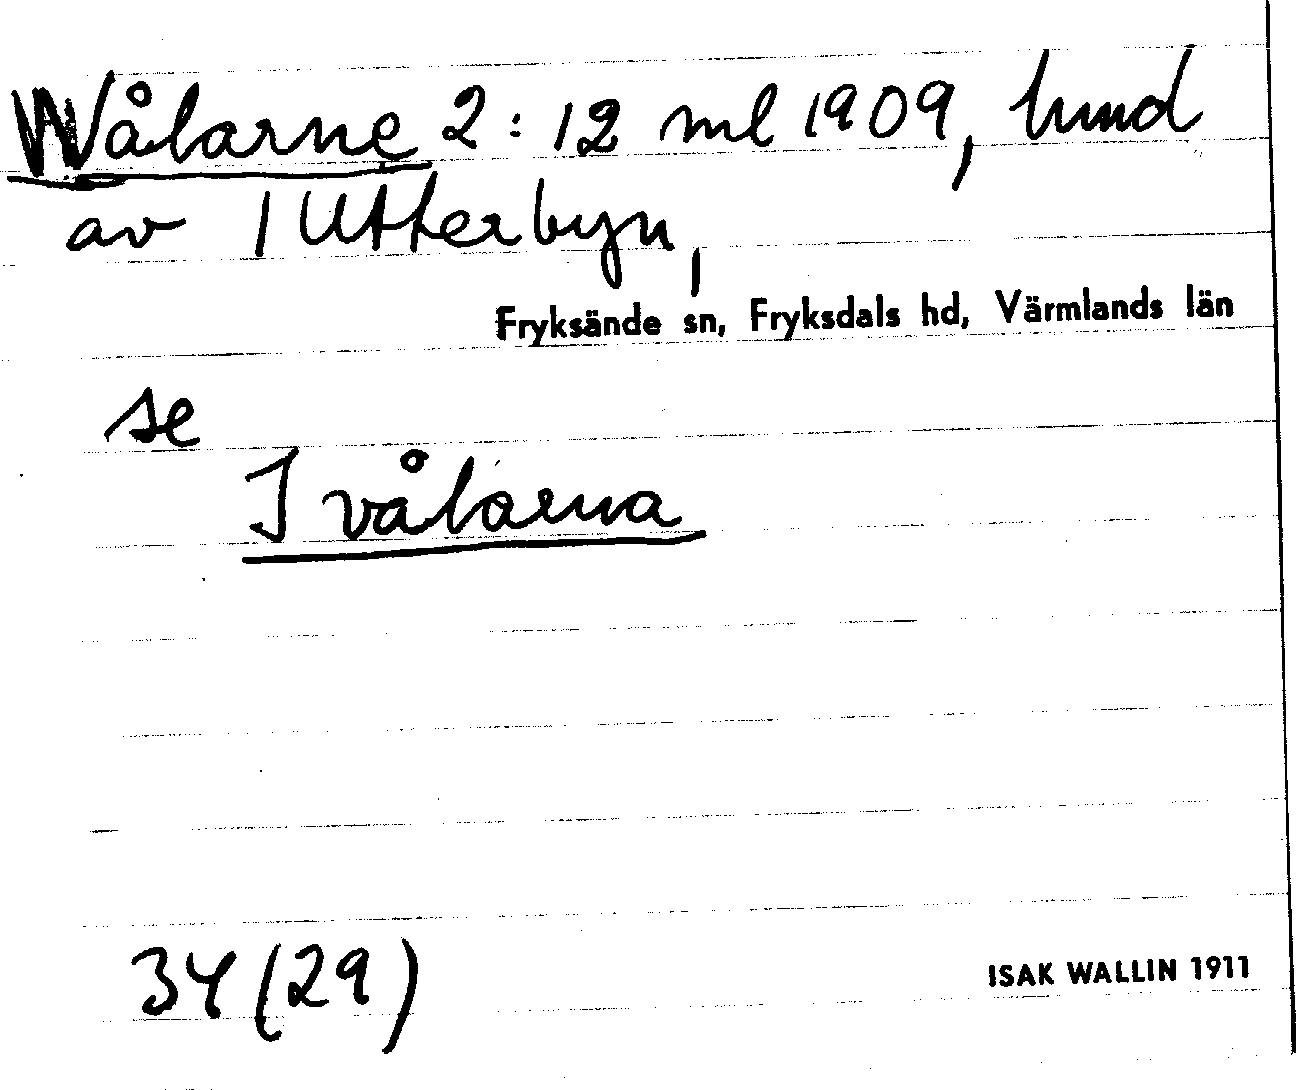 Wålarne 2:12 ml 1909, hmd
av 1 Utterbyn,
Fryksände sn, Fryksdals hd, Värmlands län
se
I vålarna
34 (29)
ISAK WALLIN 1911